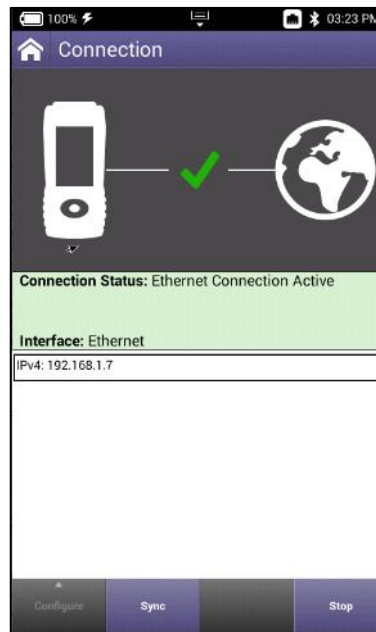 100% 03:23 PM
Connection
Connection Status: Ethernet Connection Active
Interface: Ethernet
IPv4: 192.168.1.7
Configure Sync Stop